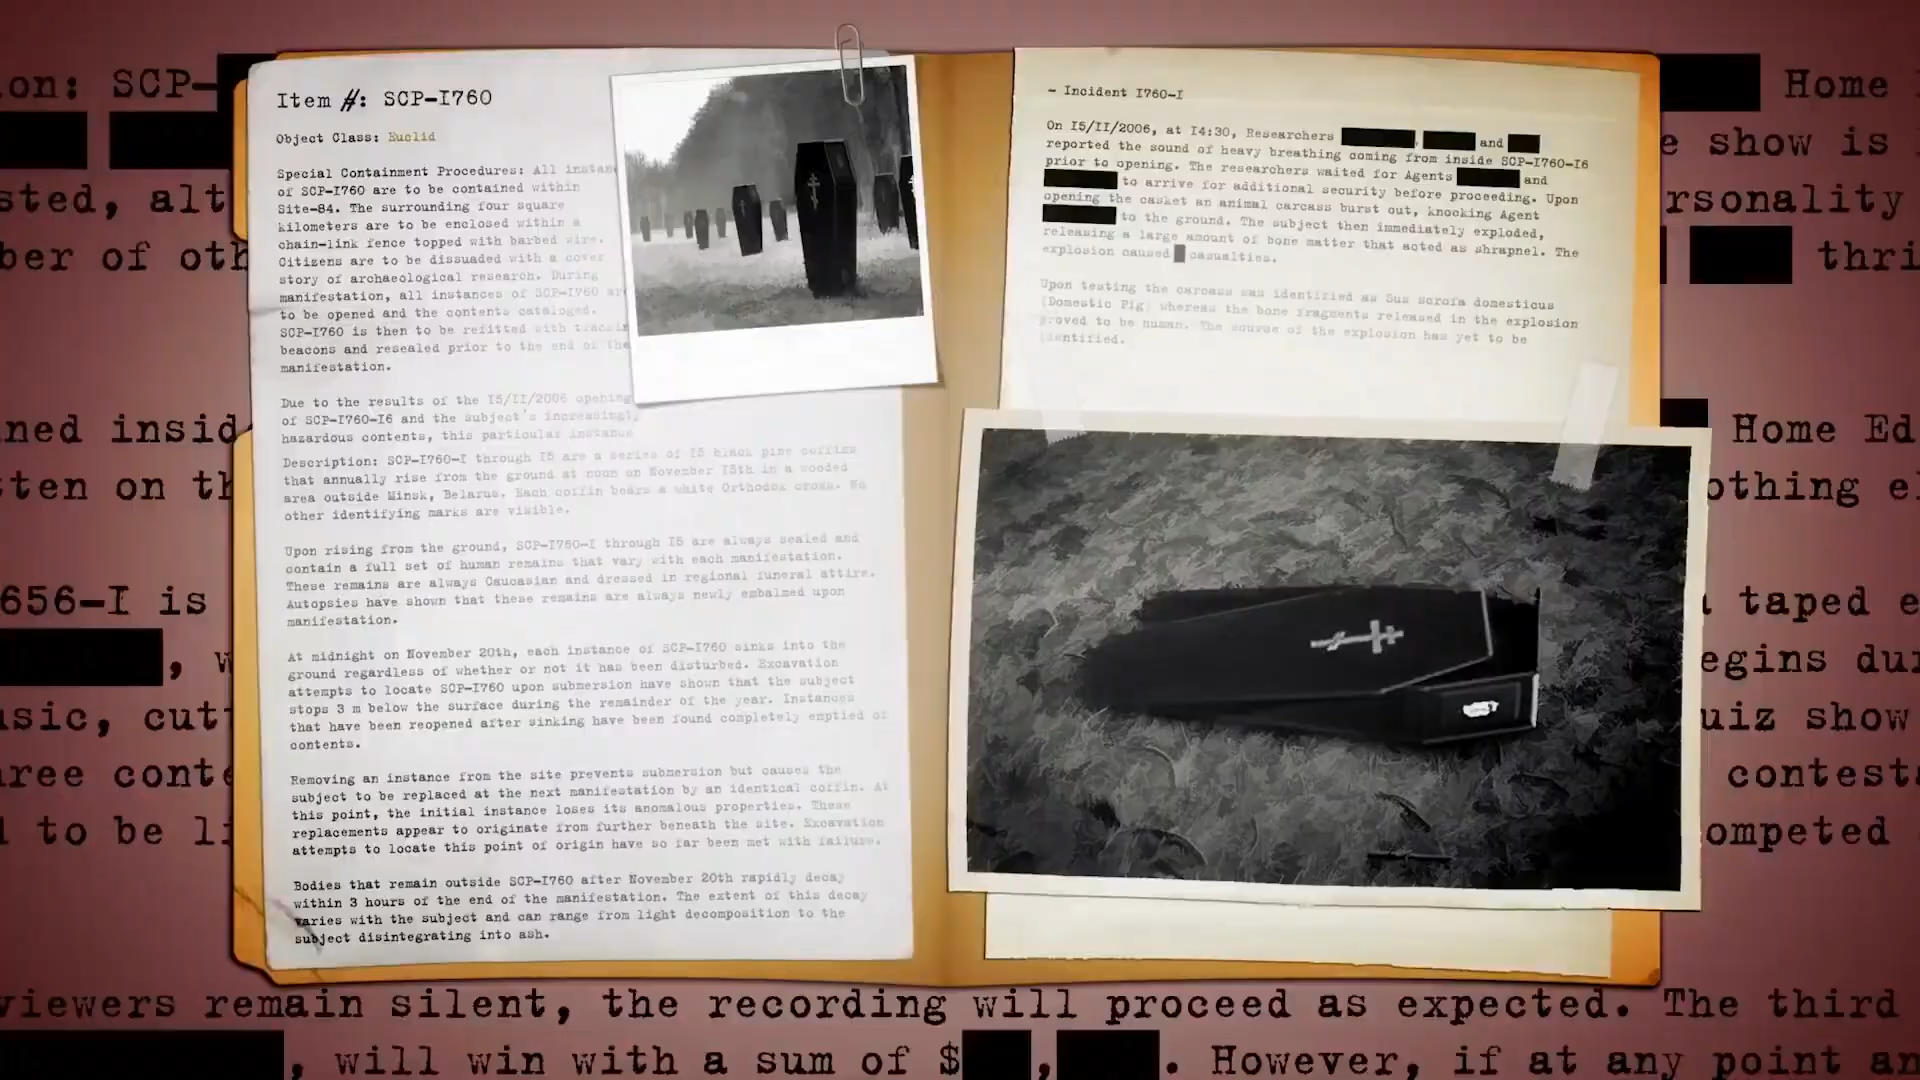 Item #: SCP-I760
Object Class: Euclid
Special Containment Procedures: All instan
of SCP-I760 are to be contained within
Site-84. The surrounding four square
kilometers are to be enclosed within a
chain-link fence topped with barbed wire.
Citizens are to be dissuaded with a cover
story of archaeological research. During
manifestation, all instances of SCP-I760 are
to be opened and the contents cataloged.
SCP-I760 is then to be refitted with trackin
beacons and resealed prior to the end of the
manifestation.
Due to the results of the I5/II/2006 opening
of SCP-I760-I6 and the subject's increasingly
hazardous contents, this particular instance
Description: SCP-I760-I through I5 are a series of I5 black pine coffins
that annually rise from the ground at noon on November I5th in a wooded
area outside Minsk, Belarus. Each coffin bears a white Orthodox cross. No
other identifying marks are visible.
Upon rising from the ground, SCP-I760-I through I5 are always sealed and
contain a full set of human remains that vary with each manifestation.
These remains are always Caucasian and dressed in regional funeral attire.
Autopsies have shown that these remains are always newly embalmed upon
manifestation.
At midnight on November 20th, each instance of SCP-I760 sinks into the
ground regardless of whether or not it has been disturbed. Excavation
attempts to locate SCP-I760 upon submersion have shown that the subject
stops 3 m below the surface during the remainder of the year. Instances
that have been reopened after sinking have been found completely emptied of
contents.
Removing an instance from the site prevents submersion but causes the
subject to be replaced at the next manifestation by an identical coffin. At
this point, the initial instance loses its anomalous properties. These
replacements appear to originate from further beneath the site. Excavation
attempts to locate this point of origin have so far been met with failure.
Bodies that remain outside SCP-I760 after November 20th rapidly decay
within 3 hours of the end of the manifestation. The extent of this decay
varies with the subject and can range from light decomposition to the
subject disintegrating into ash.
- Incident I760-I
On I5/II/2006, at I4:30, Researchers , and
reported the sound of heavy breathing coming from inside SCP-I760-I6
prior to opening. The researchers waited for Agents and
to arrive for additional security before proceeding. Upon
opening the casket an animal carcass burst out, knocking Agent
to the ground. The subject then immediately exploded,
releasing a large amount of bone matter that acted as shrapnel. The
explosion caused casualties.
Upon testing the carcass was identified as Sus scrofa domesticus
(Domestic Pig) whereas the bone fragments released in the explosion
proved to be human. The source of the explosion has yet to be
identified.
on: SCP- Home
e show is
sted, alt rsonality
ber of oth thri
ned insid Home Ed
ten on th othing el
656-I is taped e
, w egins du
sic, cut uiz show
ree conte contest
l to be li ompeted
viewers remain silent, the recording will proceed as expected. The third
, will win with a sum of $ , . However, if at any point an